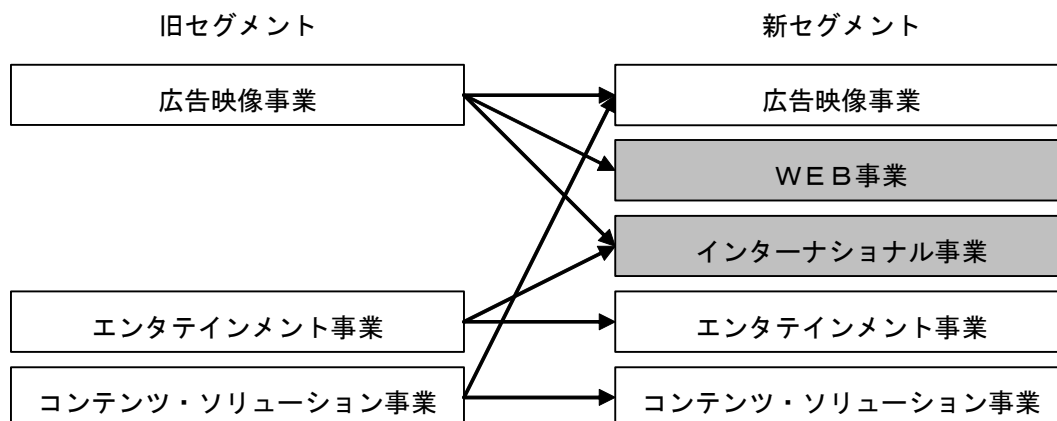 旧セグメント 新セグメント
広告映像事業 広告映像事業
ＷＥＢ事業
インターナショナル事業
エンタテインメント事業 エンタテインメント事業
コンテンツ・ソリューション事業 コンテンツ・ソリューション事業